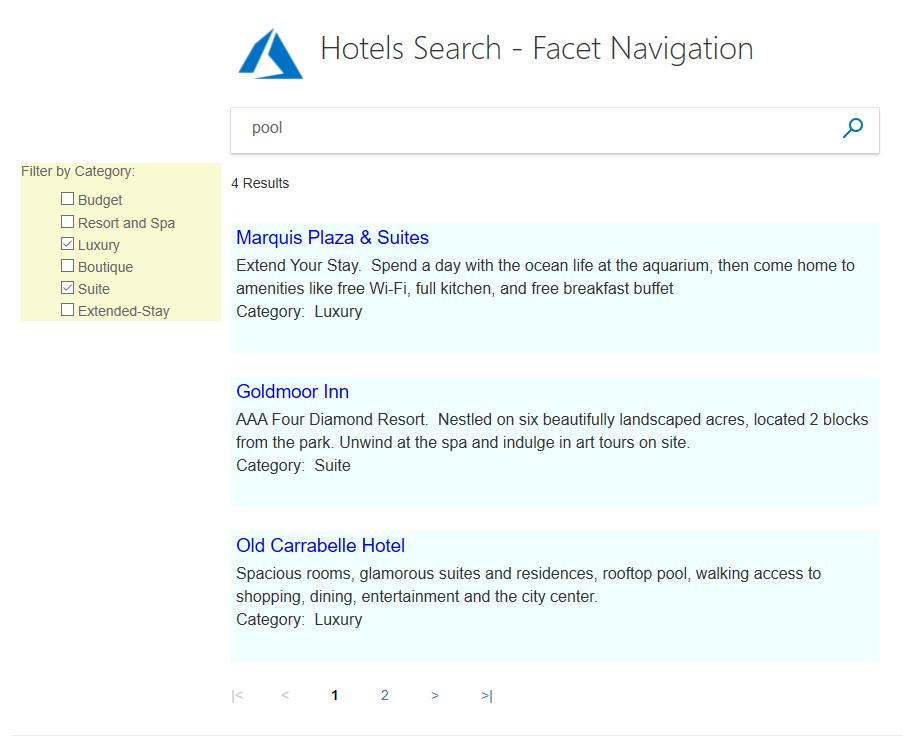 Hotels Search - Facet Navigation
pool
Filter by Category:
Budget
Resort and Spa
Luxury
Boutique
Suite
Extended-Stay
4 Results
Marquis Plaza & Suites
Extend Your Stay.  Spend a day with the ocean life at the aquarium, then come home to
amenities like free Wi-Fi, full kitchen, and free breakfast buffet
Category:  Luxury
Goldmoor Inn
AAA Four Diamond Resort.  Nestled on six beautifully landscaped acres, located 2 blocks
from the park. Unwind at the spa and indulge in art tours on site.
Category:  Suite
Old Carrabelle Hotel
Spacious rooms, glamorous suites and residences, rooftop pool, walking access to
shopping, dining, entertainment and the city center.
Category:  Luxury
|< < 1 2 > >|